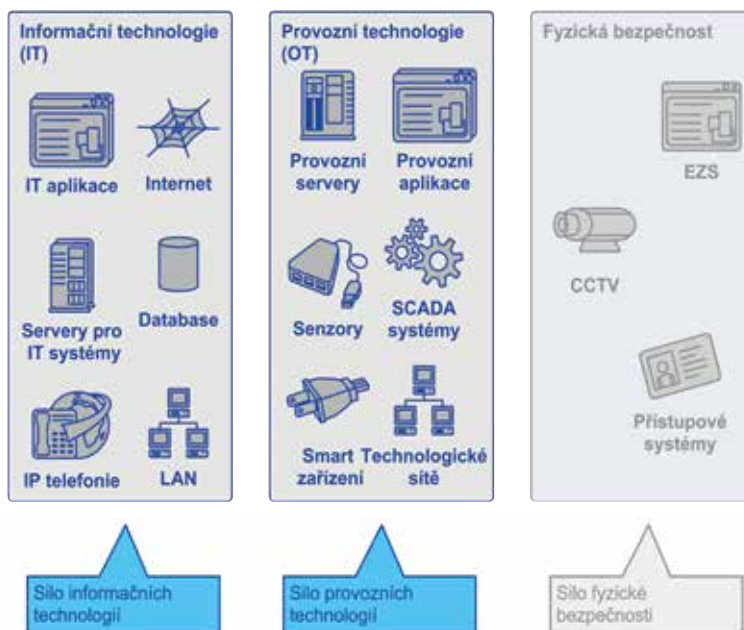 Informační technologie
(IT)
IT aplikace
Internet
Servery pro
IT systémy
Database
IP telefonie
LAN
Provozní technologie
(OT)
Provozní
servery
Provozní
aplikace
Senzory
SCADA
systémy
Smart
zařízení
Technologické
sítě
Fyzická bezpečnost
EZS
CCTV
Přístupové
systémy
Silo informačních
technologií
Silo provozních
technologií
Silo fyzické
bezpečnosti